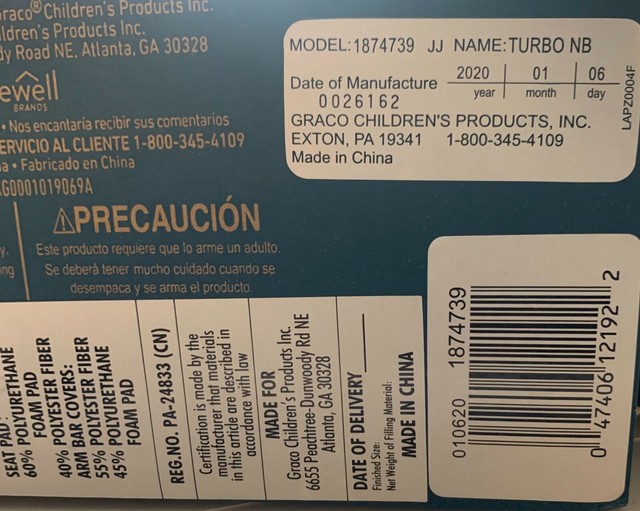 raco® Children's Products Inc.
ldren's Products Inc.
dy Road NE, Atlanta, GA 30328
ewell
BRANDS
• Nos encantaría recibir sus comentarios
ERVICIO AL CLIENTE 1-800-345-4109
a • Fabricado en China
G0001019069A
⚠PRECAUCIÓN
Este producto requiere que lo arme un adulto.
Se deberá tener mucho cuidado cuando se
desempaca y se arma el producto.
y.
ing
MODEL:1874739 JJ NAME:TURBO NB
Date of Manufacture 2020 01 06
year month day
0026162
GRACO CHILDREN'S PRODUCTS, INC.
EXTON, PA 19341 1-800-345-4109
Made in China
LAPZ0004F
SEAT PAD:
60% POLYURETHANE
FOAM PAD
40% POLYESTER FIBER
ARM BAR COVERS:
55% POLYESTER FIBER
45% POLYURETHANE
FOAM PAD
REG.NO. PA-24833 (CN)
Certification is made by the
manufacturer that materials
in this article are described in
accordance with law
MADE FOR
Graco Children's Products Inc.
6655 Peachtree-Dunwoody Rd NE
Atlanta, GA 30328
DATE OF DELIVERY
Finished Size:
Net Weight of Filling Material:
MADE IN CHINA
010620 1874739
0 47406 12192 2